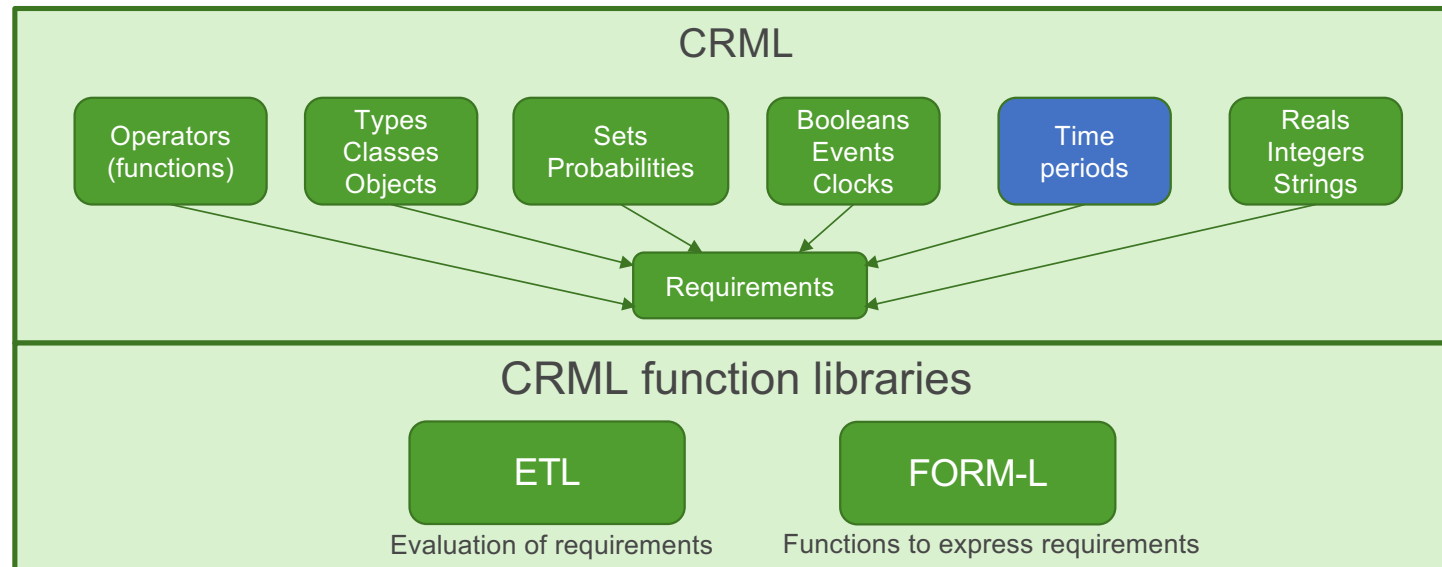 CRML
Operators
(functions)
Types
Classes
Objects
Sets
Probabilities
Booleans
Events
Clocks
Time
periods
Reals
Integers
Strings
Requirements
CRML function libraries
ETL
FORM-L
Evaluation of requirements
Functions to express requirements